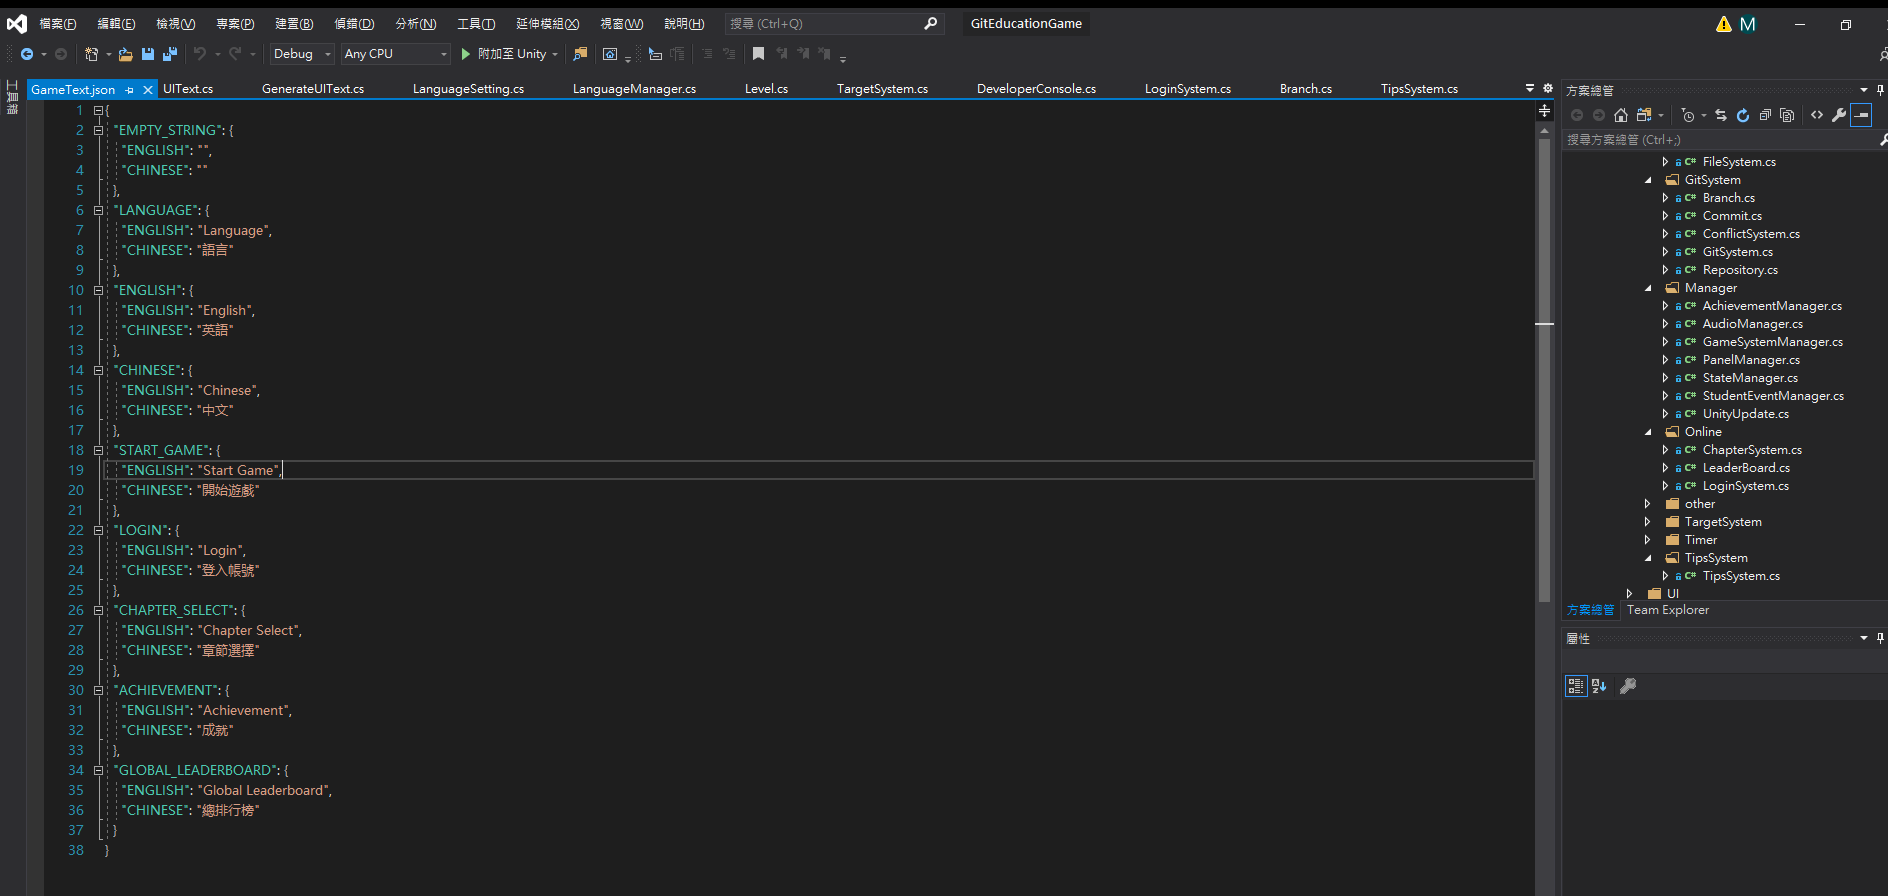 檔案(F) 編輯(E) 檢視(V) 專案(P) 建置(B) 偵錯(D) 分析(N) 工具(T) 延伸模組(X) 視窗(W) 說明(H) 搜尋 (Ctrl+Q) GitEducationGame M
Debug Any CPU 附加至 Unity
工具箱
GameText.json UIText.cs GenerateUIText.cs LanguageSetting.cs LanguageManager.cs Level.cs TargetSystem.cs DeveloperConsole.cs LoginSystem.cs Branch.cs TipsSystem.cs
1 {
2 "EMPTY_STRING": {
3 "ENGLISH": "",
4 "CHINESE": ""
5 },
6 "LANGUAGE": {
7 "ENGLISH": "Language",
8 "CHINESE": "語言"
9 },
10 "ENGLISH": {
11 "ENGLISH": "English",
12 "CHINESE": "英語"
13 },
14 "CHINESE": {
15 "ENGLISH": "Chinese",
16 "CHINESE": "中文"
17 },
18 "START_GAME": {
19 "ENGLISH": "Start Game",
20 "CHINESE": "開始遊戲"
21 },
22 "LOGIN": {
23 "ENGLISH": "Login",
24 "CHINESE": "登入帳號"
25 },
26 "CHAPTER_SELECT": {
27 "ENGLISH": "Chapter Select",
28 "CHINESE": "章節選擇"
29 },
30 "ACHIEVEMENT": {
31 "ENGLISH": "Achievement",
32 "CHINESE": "成就"
33 },
34 "GLOBAL_LEADERBOARD": {
35 "ENGLISH": "Global Leaderboard",
36 "CHINESE": "總排行榜"
37 }
38 }
方案總管
搜尋方案總管 (Ctrl+;)
C# FileSystem.cs
GitSystem
C# Branch.cs
C# Commit.cs
C# ConflictSystem.cs
C# GitSystem.cs
C# Repository.cs
Manager
C# AchievementManager.cs
C# AudioManager.cs
C# GameSystemManager.cs
C# PanelManager.cs
C# StateManager.cs
C# StudentEventManager.cs
C# UnityUpdate.cs
Online
C# ChapterSystem.cs
C# LeaderBoard.cs
C# LoginSystem.cs
other
TargetSystem
Timer
TipsSystem
C# TipsSystem.cs
UI
方案總管 Team Explorer
屬性